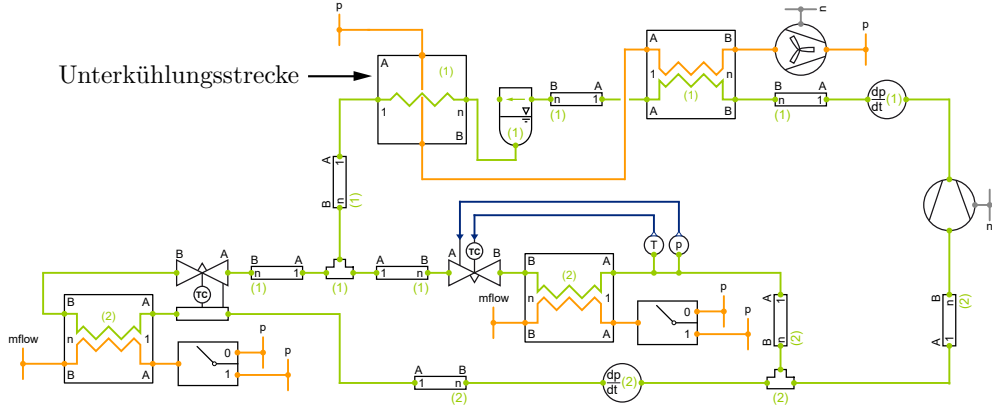 p
n
A
(1)
A
B
p
Unterkühlungsstrecke
1
n
(1)
B
A
n
1
(1)
B
n
1
(1)
dp
dt
(1)
1
n
B
(1)
A
B
A
1
B
n
(1)
n
T
p
B
A
TC
B
A
n
1
(1)
(1)
A
B
1
n
(1)
A
B
TC
mflow
B
A
(2)
n
1
B
A
0
1
p
p
A
1
B
n
(2)
B
n
A
1
(2)
mflow
B
A
(2)
n
1
B
A
0
1
p
p
A
B
1
n
(2)
dp
dt
(2)
(2)